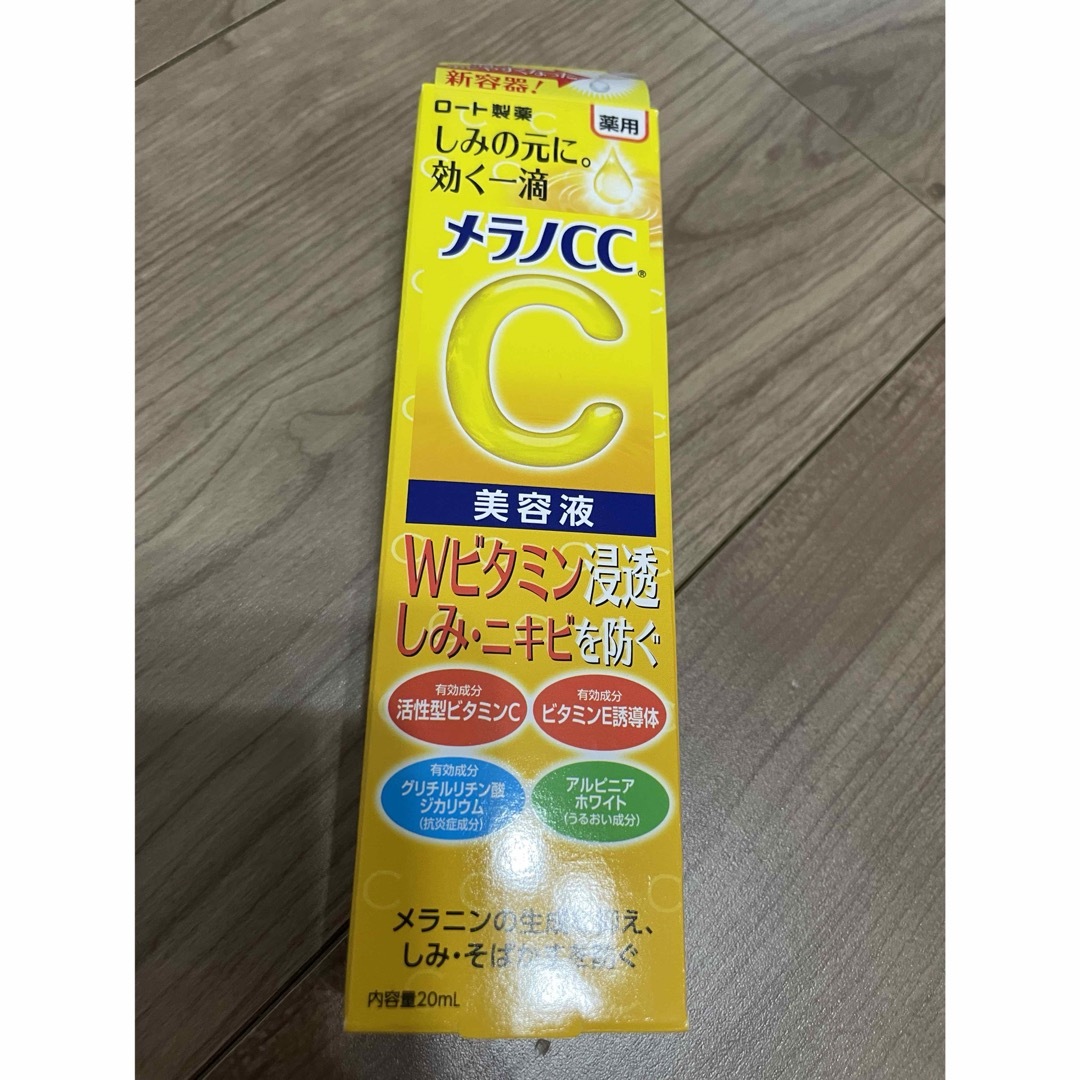 新容器!
ロート製薬
薬用
しみの元に。
効く一滴
メラノCC®
C
美容液
Wビタミン浸透
しみ・ニキビを防ぐ
有効成分
活性型ビタミンC
有効成分
ビタミンE誘導体
有効成分
グリチルリチン酸
ジカリウム
(抗炎症成分)
アルピニア
ホワイト
(うるおい成分)
メラニンの生成を抑え、
しみ・そばかすを防ぐ
内容量20mL